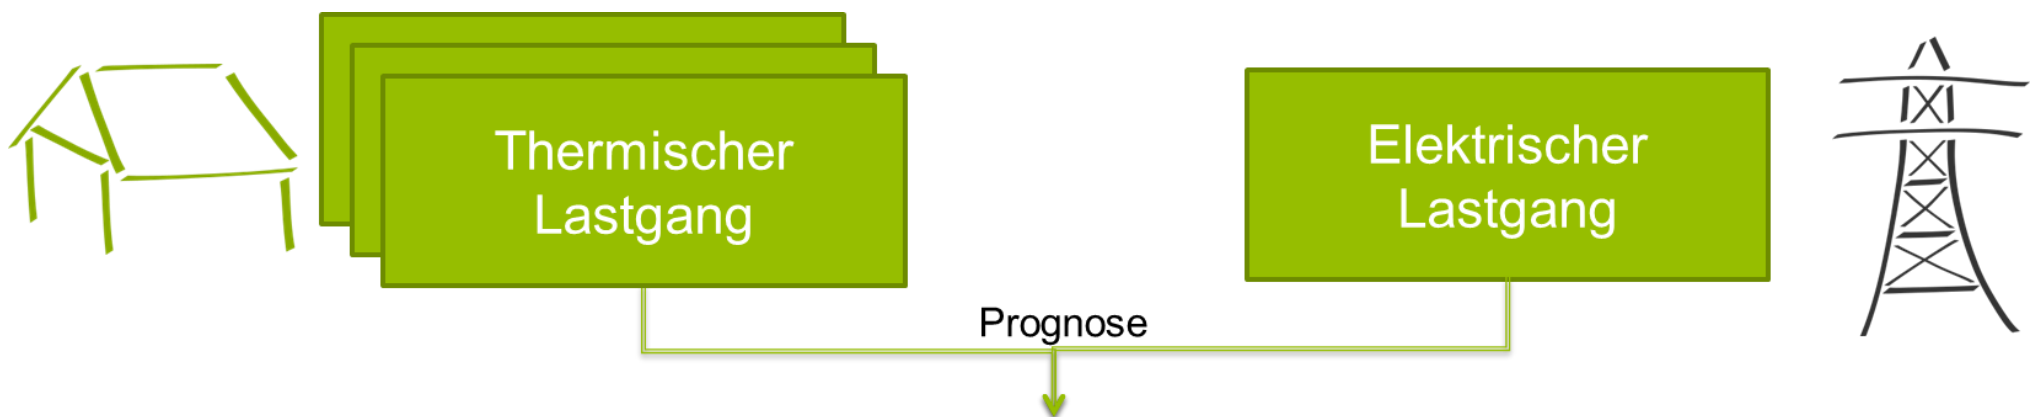 Thermischer
Lastgang
Elektrischer
Lastgang
Prognose